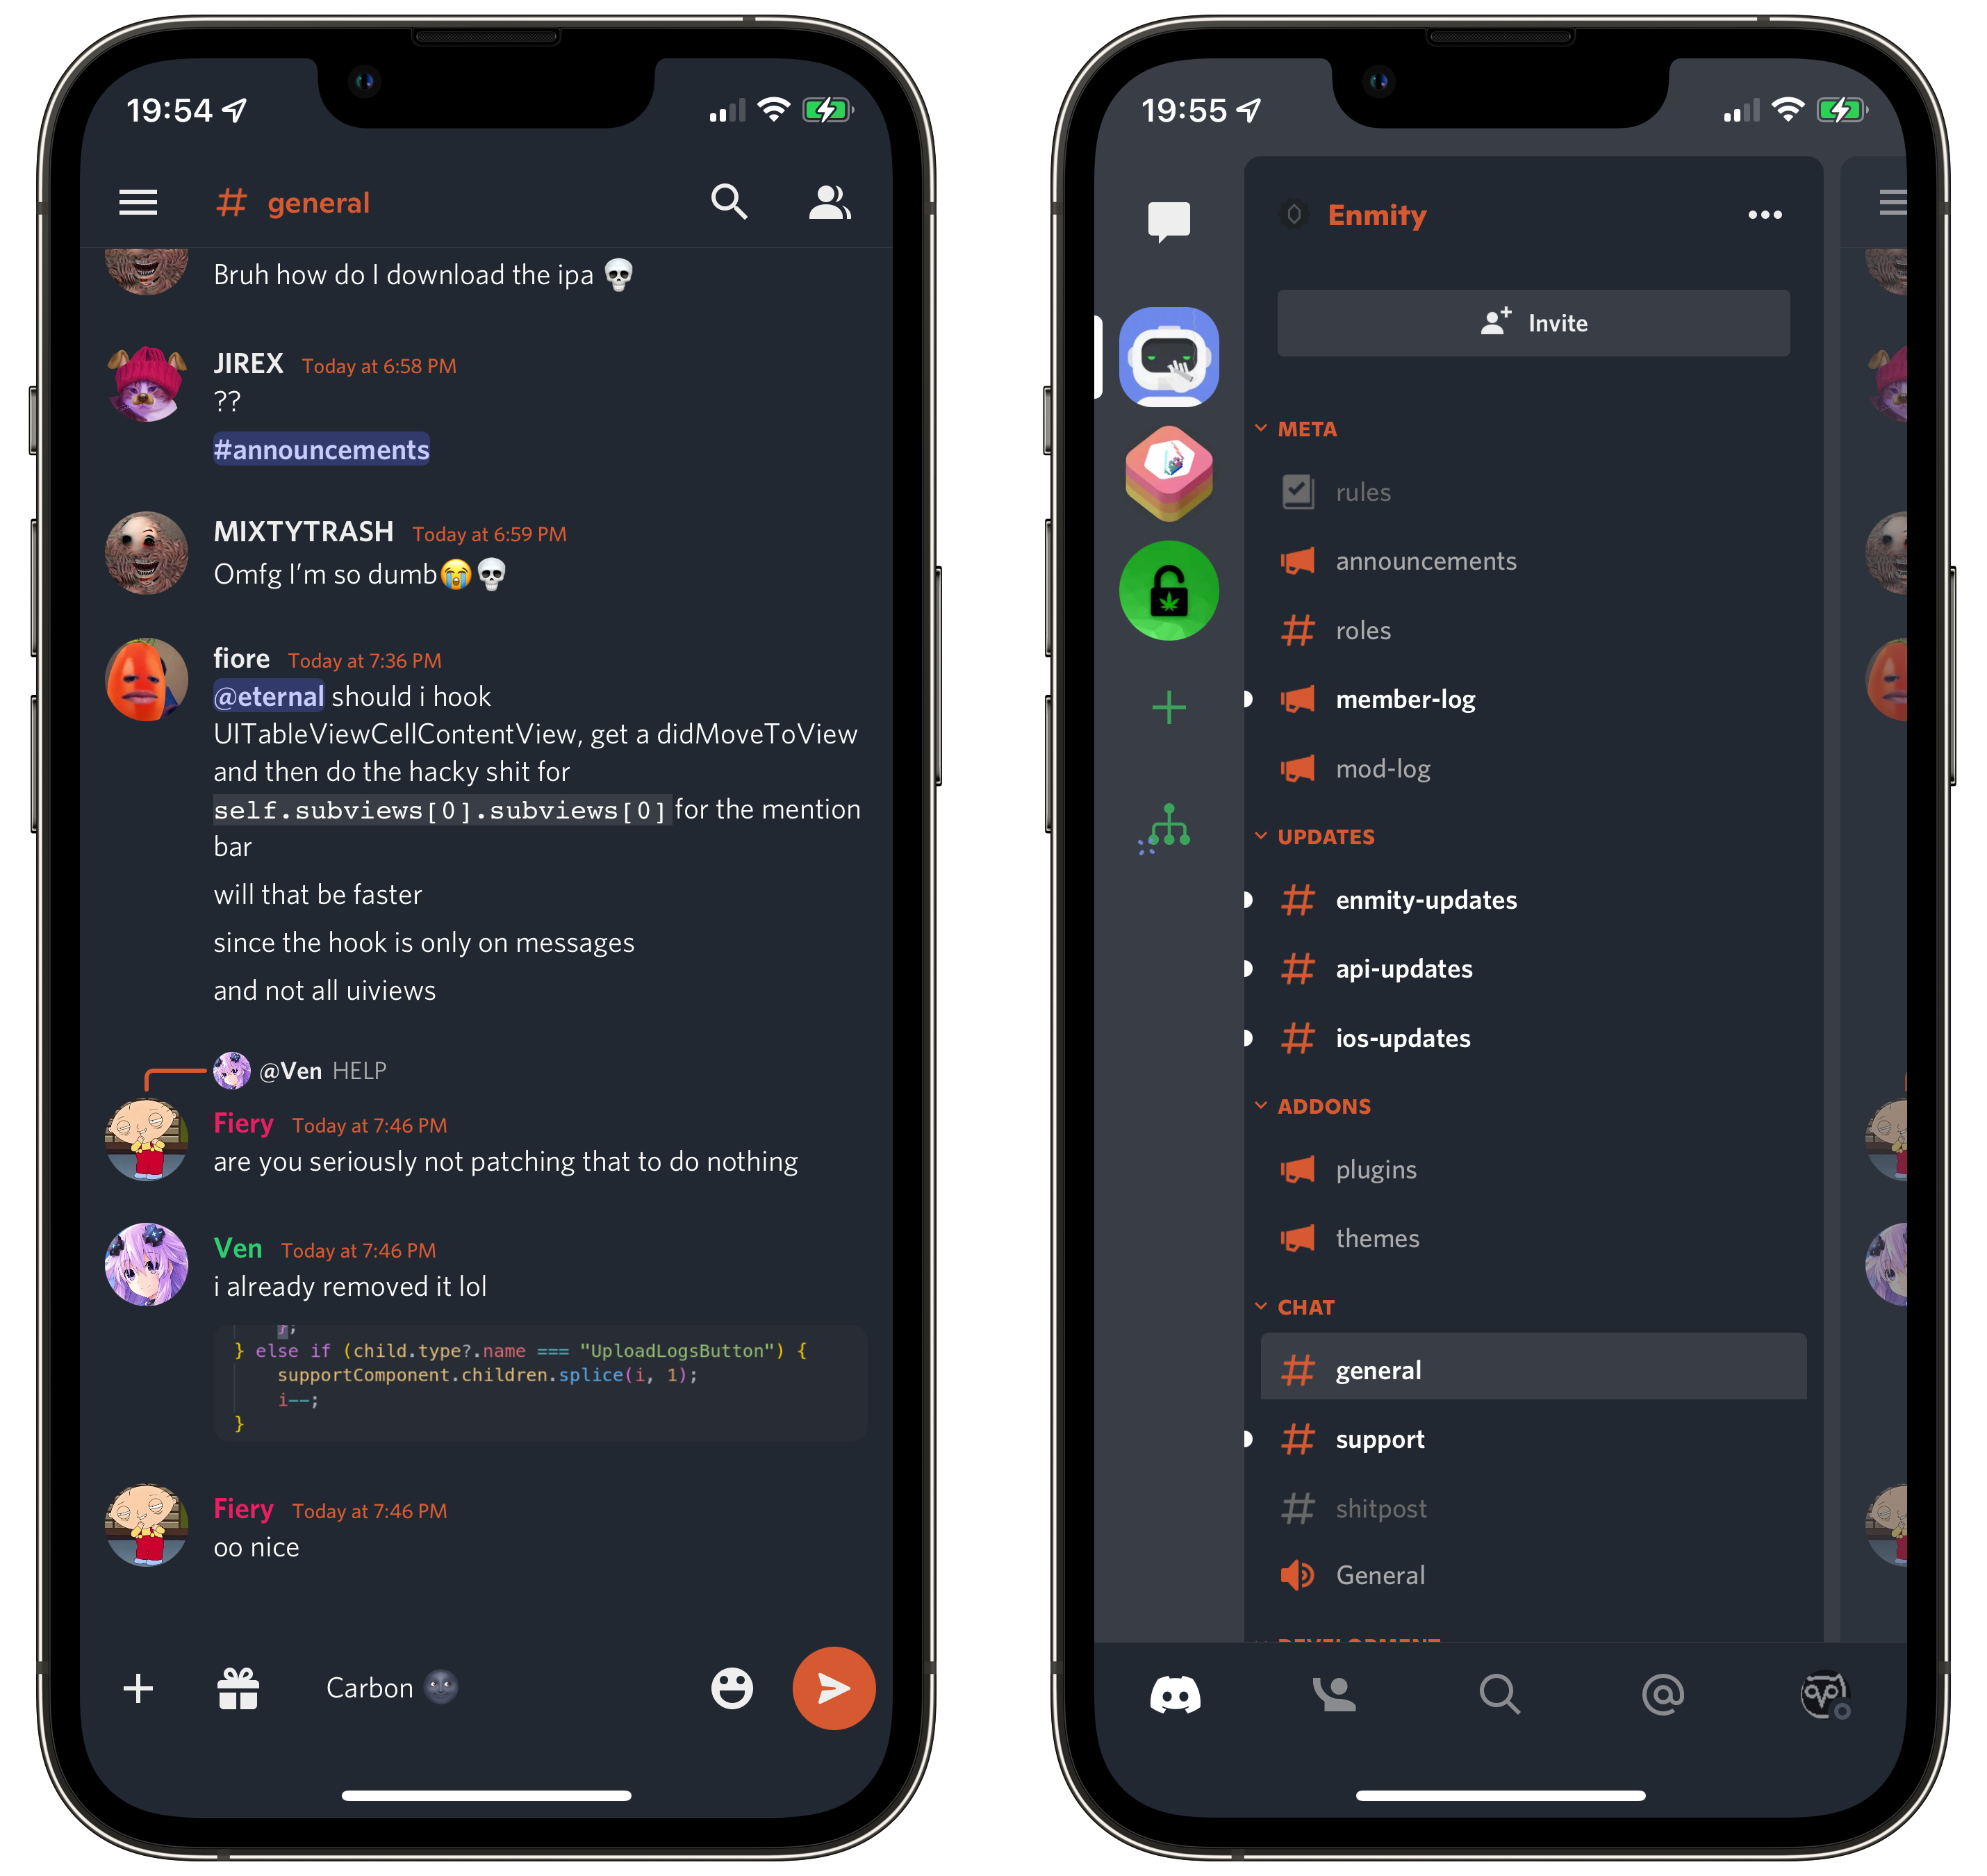 19:54
# general
Bruh how do I download the ipa 💀
JIREX Today at 6:58 PM
??
#announcements
MIXTYTRASH Today at 6:59 PM
Omfg I'm so dumb😭💀
fiore Today at 7:36 PM
@eternal should i hook
UITableViewCellContentView, get a didMoveToView
and then do the hacky shit for
self.subviews[0].subviews[0] for the mention
bar
will that be faster
since the hook is only on messages
and not all uiviews
@Ven HELP
Fiery Today at 7:46 PM
are you seriously not patching that to do nothing
Ven Today at 7:46 PM
i already removed it lol
};
} else if (child.type?.name === "UploadLogsButton") {
supportComponent.children.splice(i, 1);
i--;
}
Fiery Today at 7:46 PM
oo nice
Carbon 🌚
19:55
Enmity
Invite
META
rules
announcements
roles
member-log
mod-log
UPDATES
enmity-updates
api-updates
ios-updates
ADDONS
plugins
themes
CHAT
general
support
shitpost
General
DEVELOPMENT